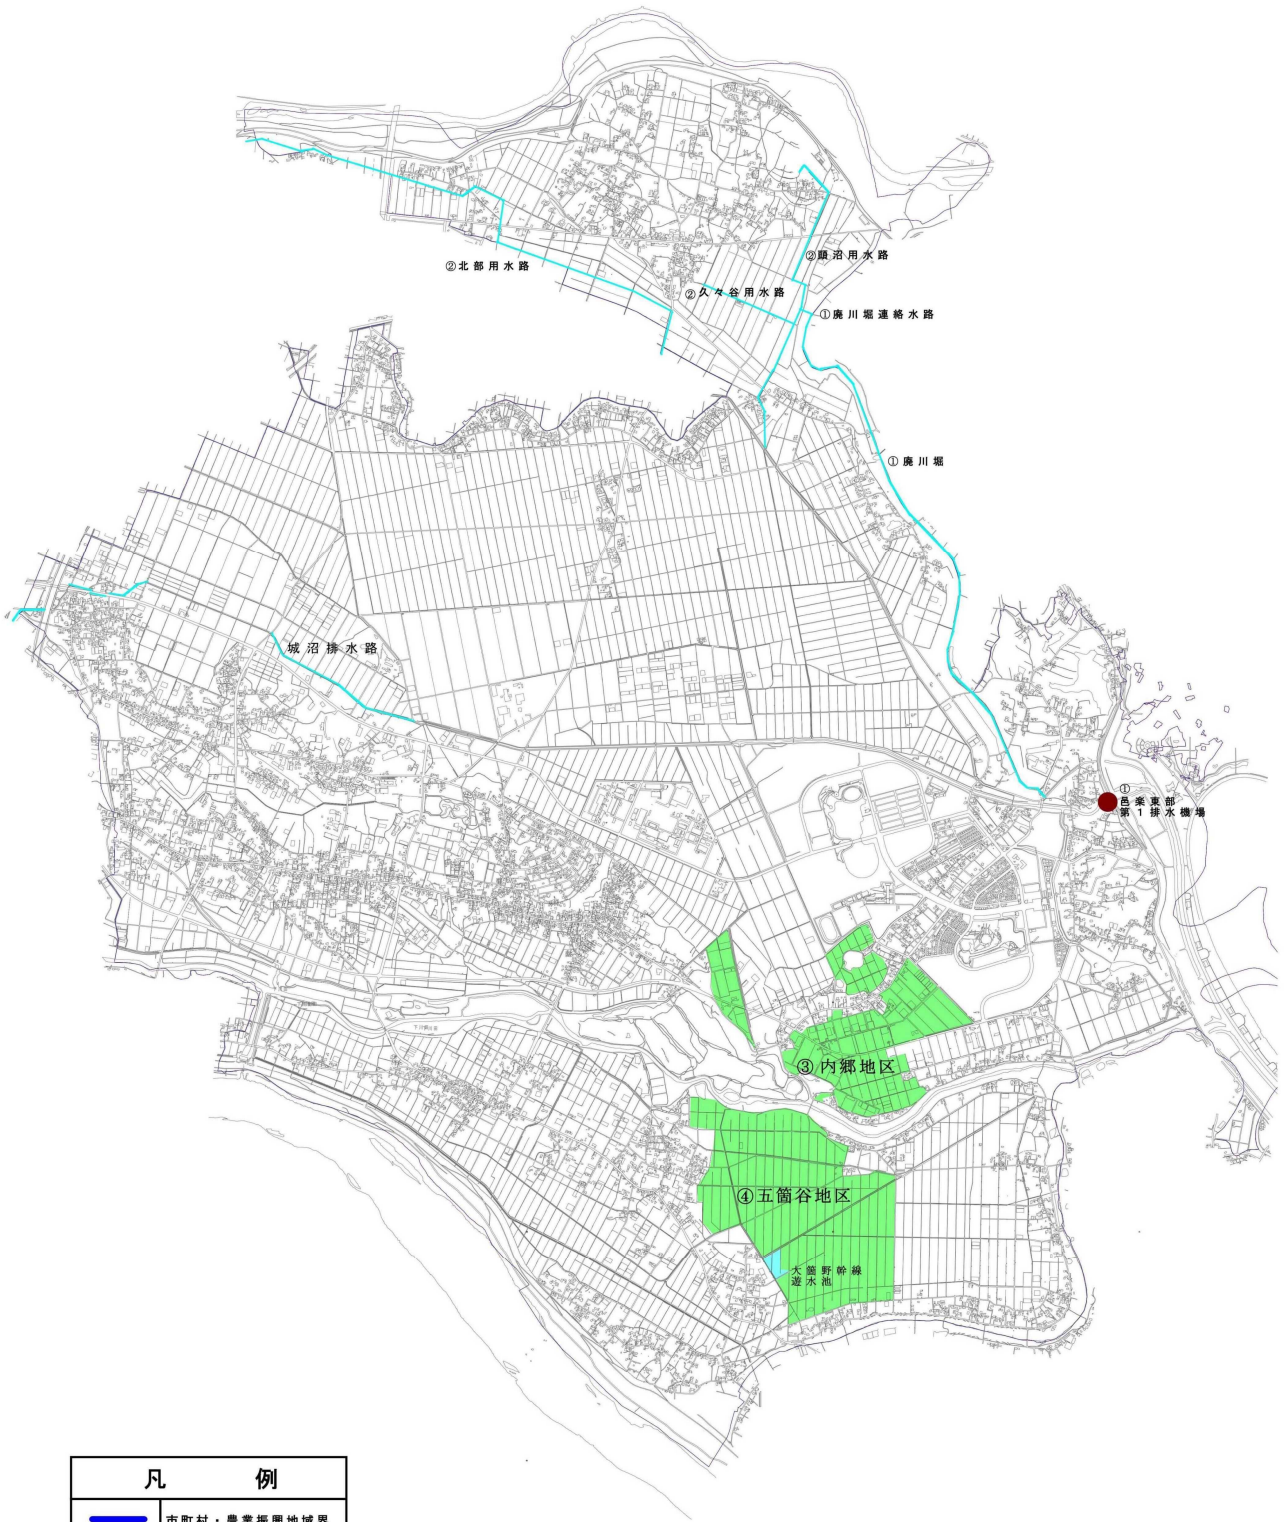 ②頭沼用水路
②北部用水路
②久々谷用水路
①廃川堀連絡水路
①廃川堀
城沼排水路
①
邑楽東部
第1排水機場
③内郷地区
④五箇谷地区
大箇野幹線
遊水池
凡例
市町村・農業振興地域界